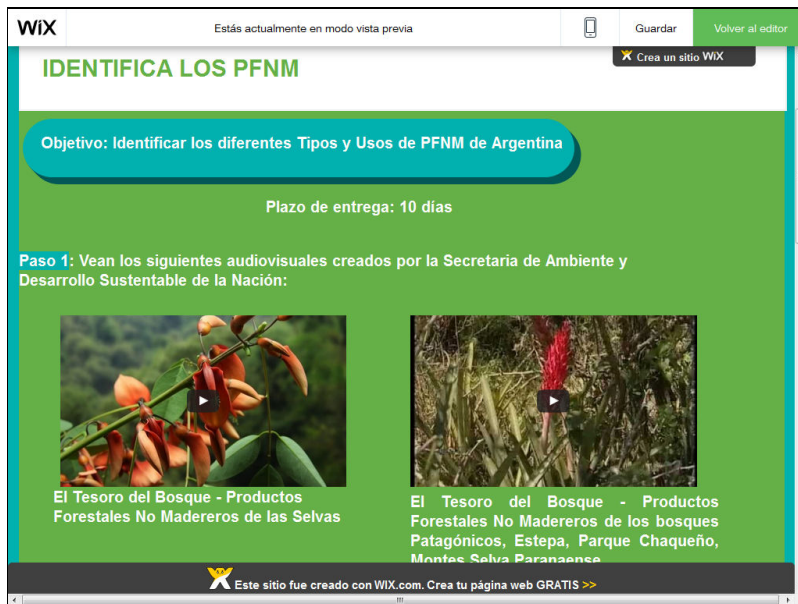 WiX
Estás actualmente en modo vista previa
Guardar
Volver al editor
Crea un sitio WiX
IDENTIFICA LOS PFNM
Objetivo: Identificar los diferentes Tipos y Usos de PFNM de Argentina
Plazo de entrega: 10 días
Paso 1: Vean los siguientes audiovisuales creados por la Secretaria de Ambiente y
Desarrollo Sustentable de la Nación:
El Tesoro del Bosque - Productos
Forestales No Madereros de las Selvas
El Tesoro del Bosque - Productos
Forestales No Madereros de los bosques
Patagónicos, Estepa, Parque Chaqueño,
Montes Selva Paranaense
Este sitio fue creado con WIX.com. Crea tu página web GRATIS >>